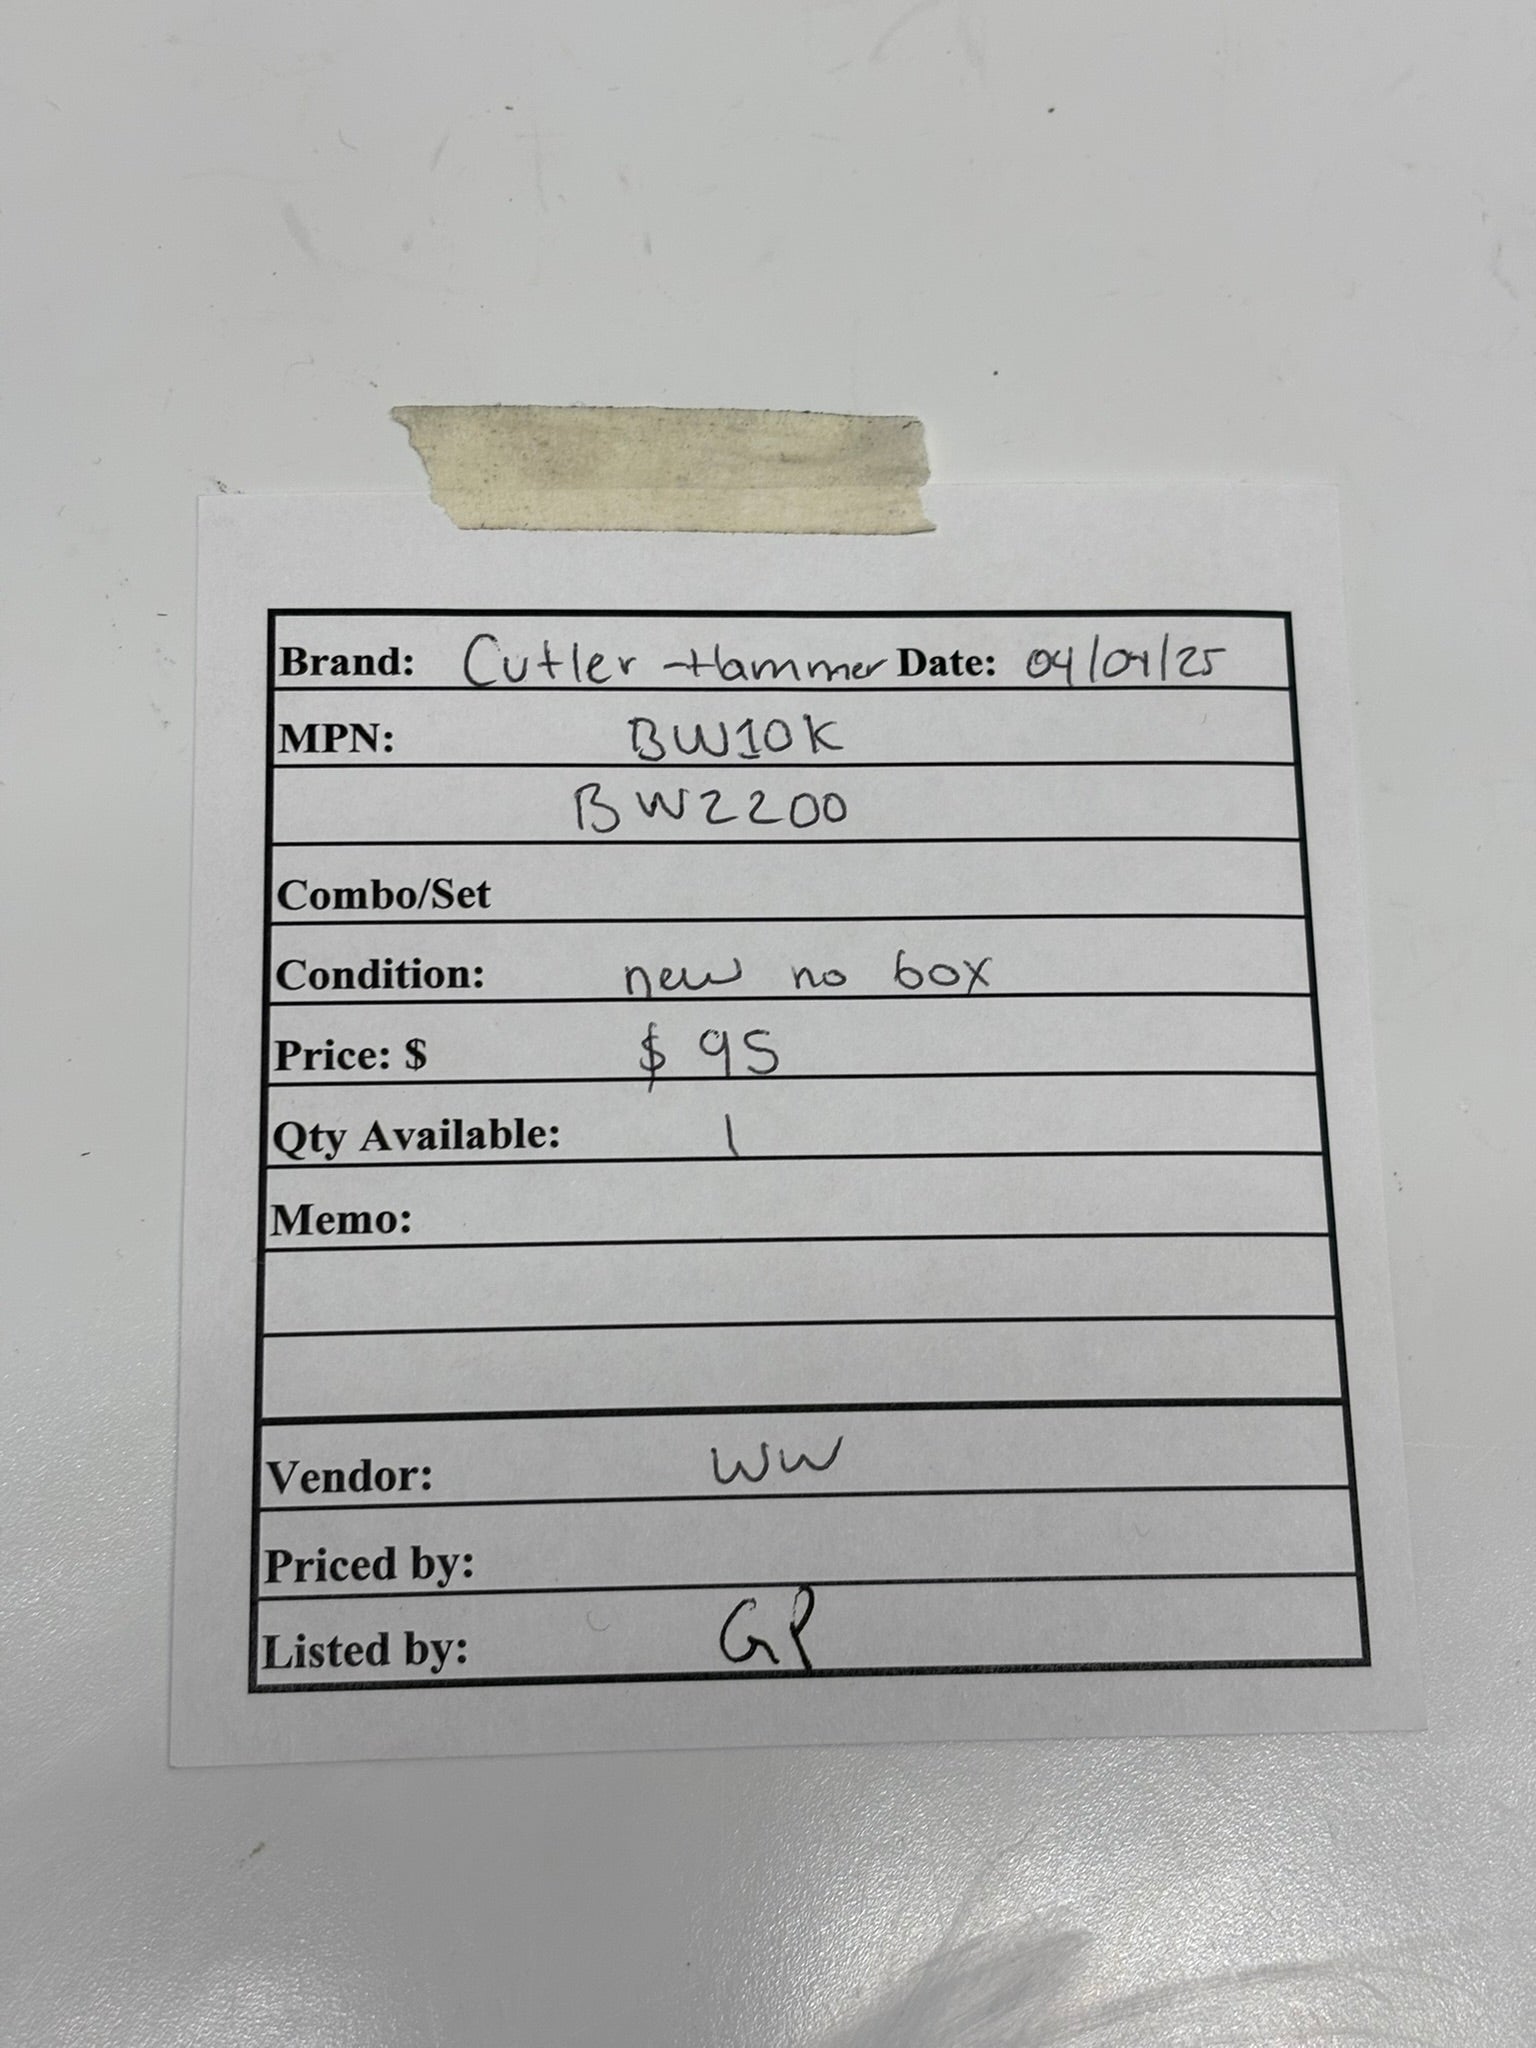 Brand: Cutler-Hammer Date: 04/04/25
MPN: BW10K
BW2200
Combo/Set
Condition: new no box
Price: $ $ 95
Qty Available: 1
Memo:
Vendor: WW
Priced by:
Listed by: GP